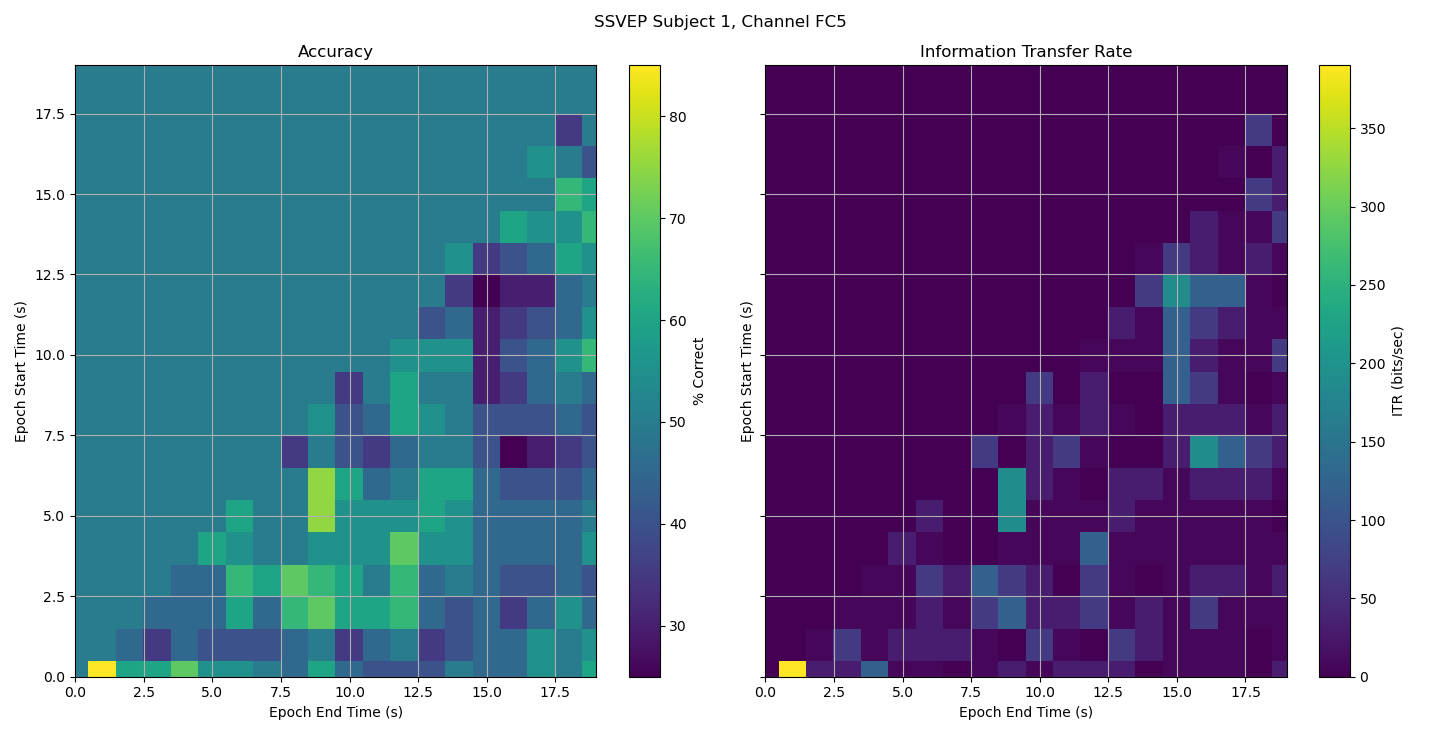 SSVEP Subject 1, Channel FC5
Accuracy
Information Transfer Rate
17.5
15.0
12.5
10.0
7.5
5.0
2.5
0.0
Epoch Start Time (s)
0.0 2.5 5.0 7.5 10.0 12.5 15.0 17.5
Epoch End Time (s)
80
70
60
50
40
30
% Correct
Epoch Start Time (s)
0.0 2.5 5.0 7.5 10.0 12.5 15.0 17.5
Epoch End Time (s)
350
300
250
200
150
100
50
0
ITR (bits/sec)